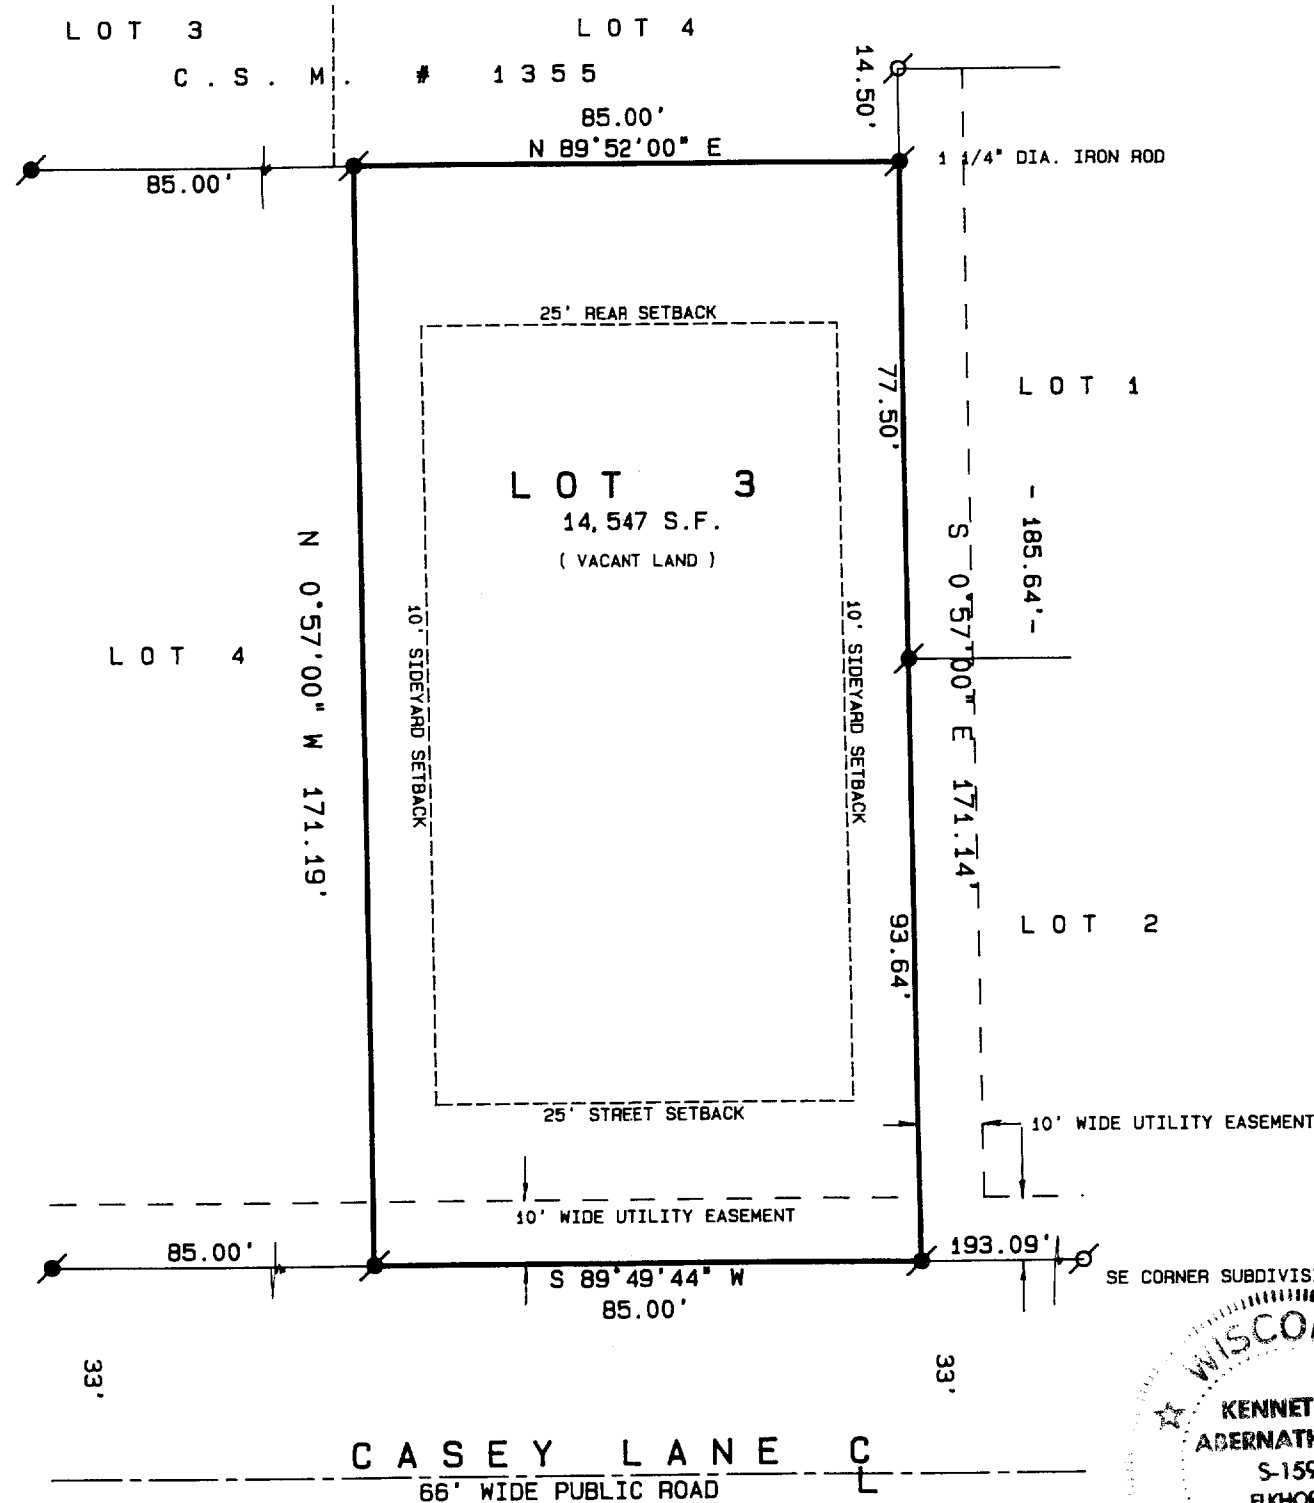 LOT 3
LOT 4
C.S.M. # 1355
14.50'
85.00'
N 89°52'00" E
1 1/4" DIA. IRON ROD
85.00'
25' REAR SETBACK
77.50'
LOT 1
LOT 3
14,547 S.F.
( VACANT LAND )
- 185.64'-
N 0°57'00" W 171.19'
S 0°57'00" E 171.14'
10' SIDEYARD SETBACK
10' SIDEYARD SETBACK
LOT 4
93.64'
LOT 2
25' STREET SETBACK
10' WIDE UTILITY EASEMENT
10' WIDE UTILITY EASEMENT
85.00'
193.09'
S 89°49'44" W
85.00'
SE CORNER SUBDIVIS
33'
33'
WISCO
KENNET
ABERNATH
S-159
ELKHO
CASEY LANE CL
66' WIDE PUBLIC ROAD